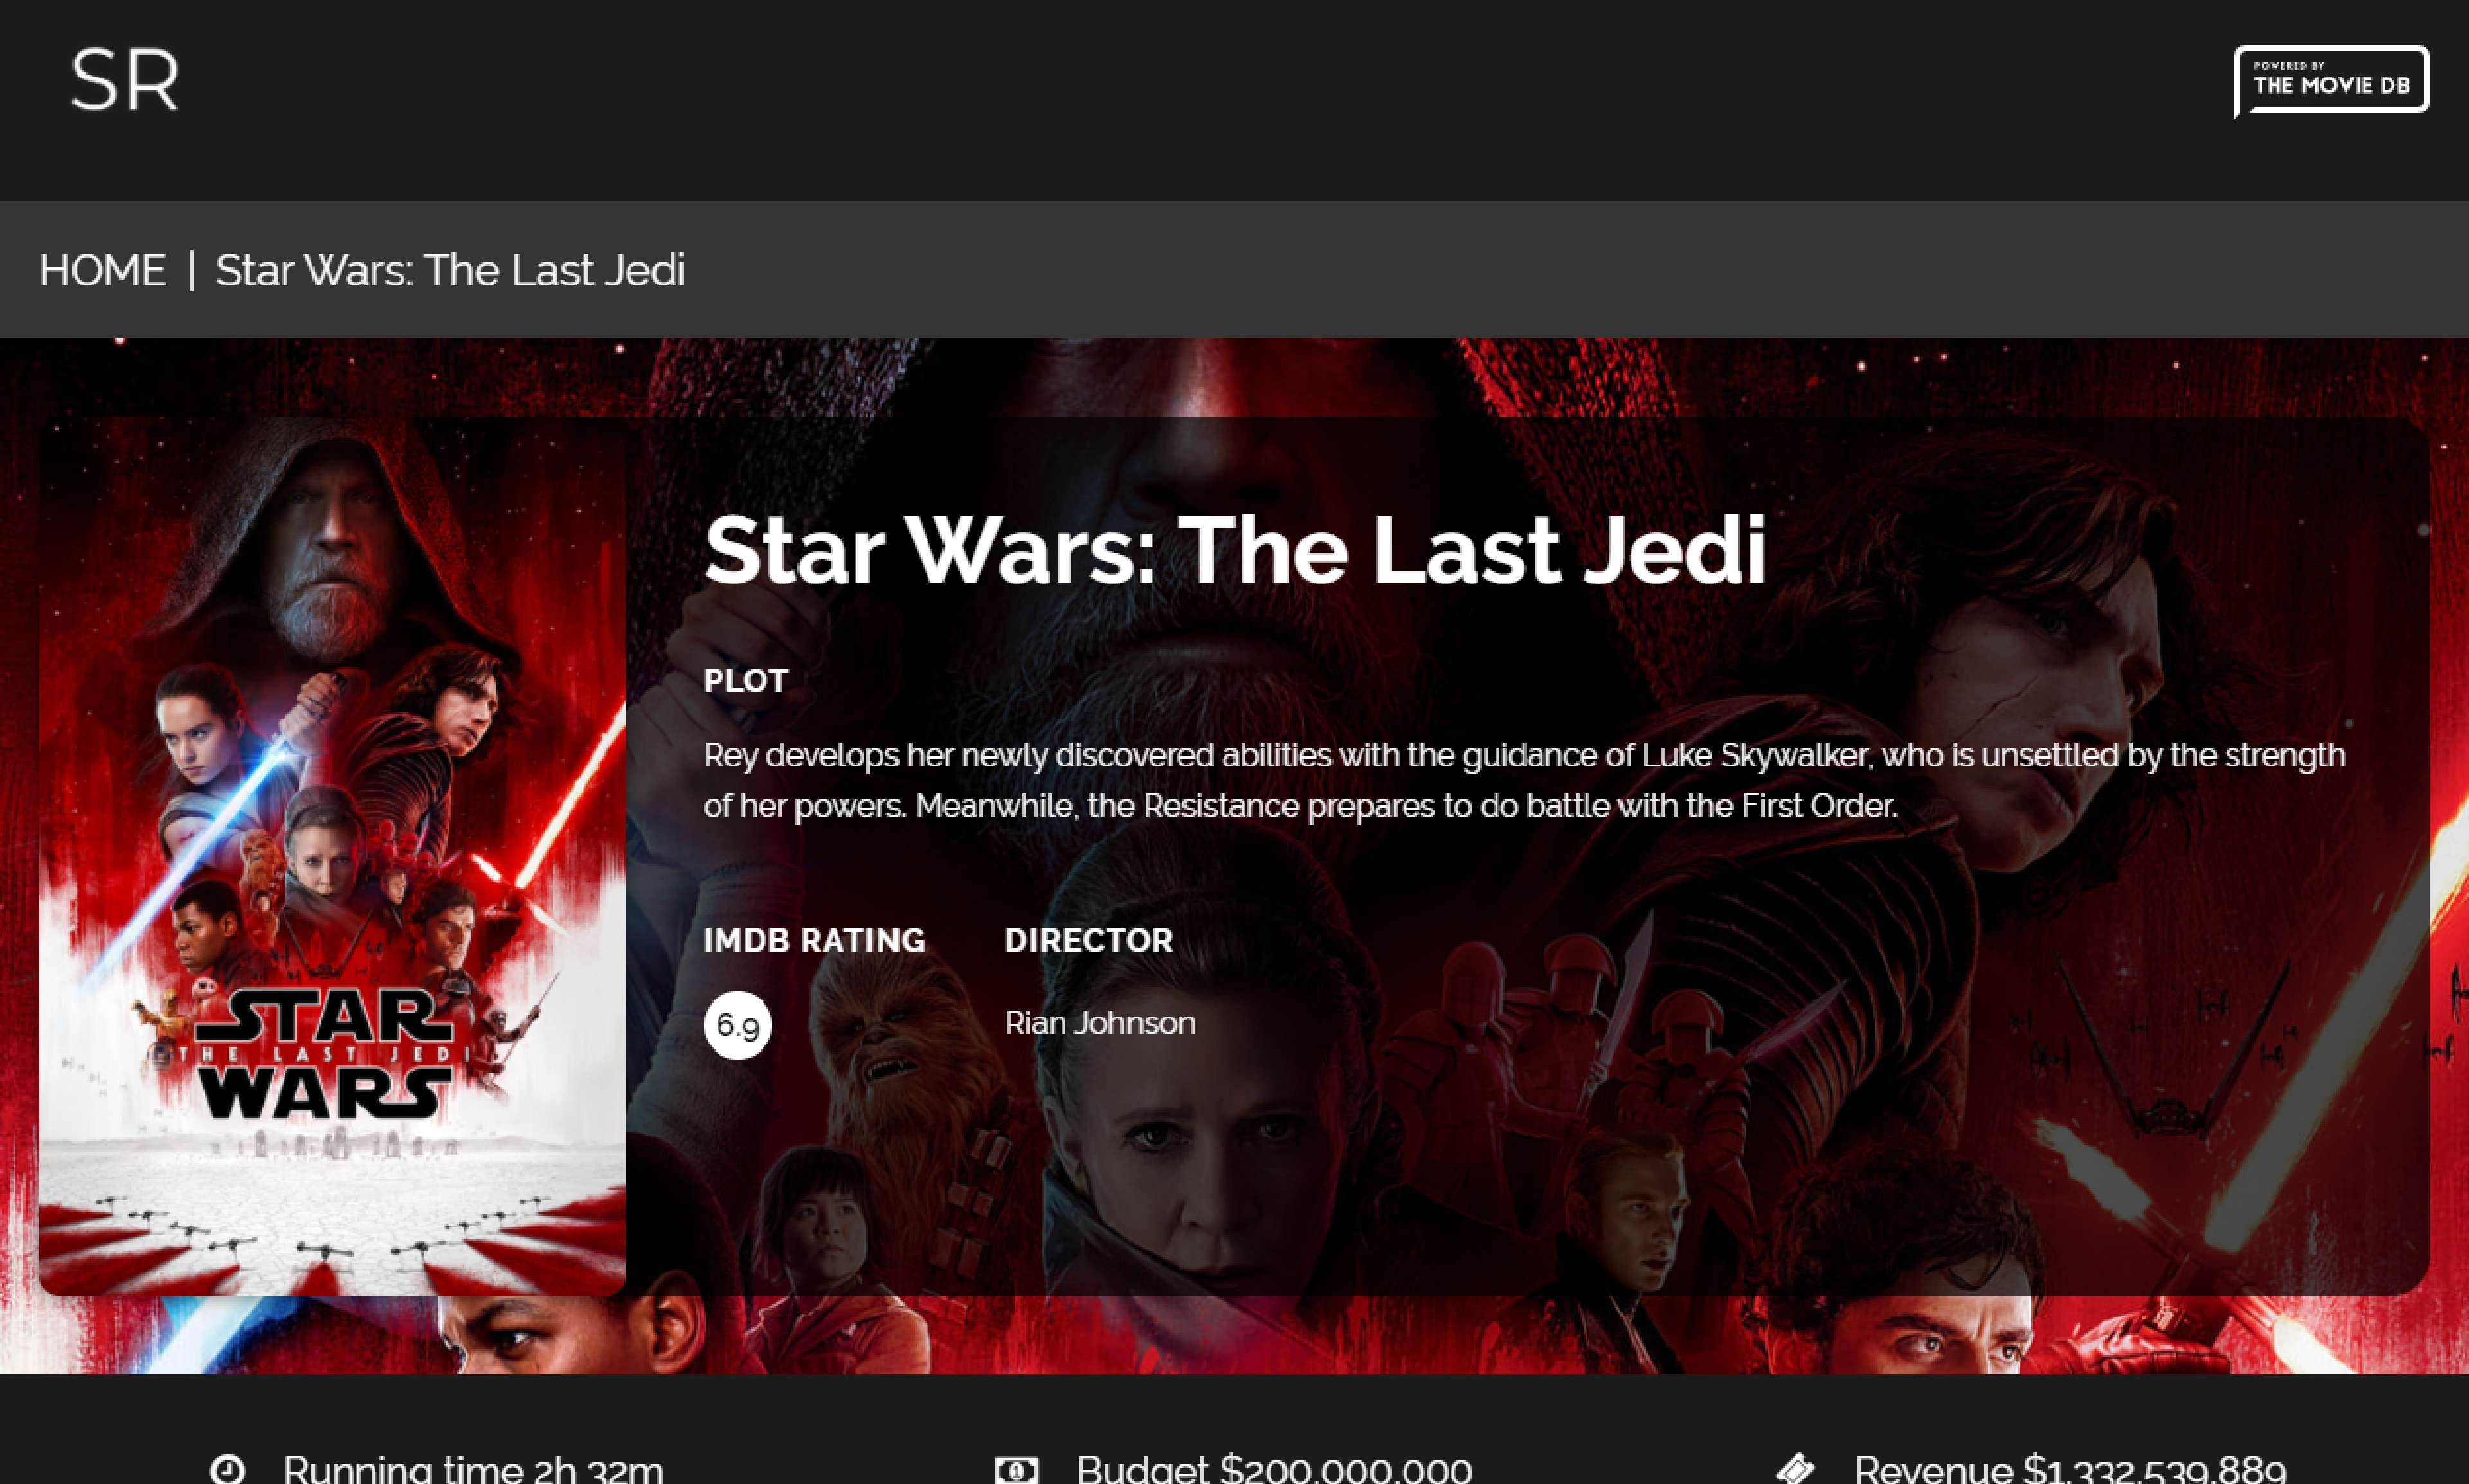 SR
POWERED BY
THE MOVIE DB
HOME | Star Wars: The Last Jedi
Star Wars: The Last Jedi
PLOT
Rey develops her newly discovered abilities with the guidance of Luke Skywalker, who is unsettled by the strength
of her powers. Meanwhile, the Resistance prepares to do battle with the First Order.
IMDB RATING
DIRECTOR
6.9
Rian Johnson
STAR
THE LAST JEDI
WARS
Running time 2h 32m
Budget $200,000,000
Revenue $1,332,539,889